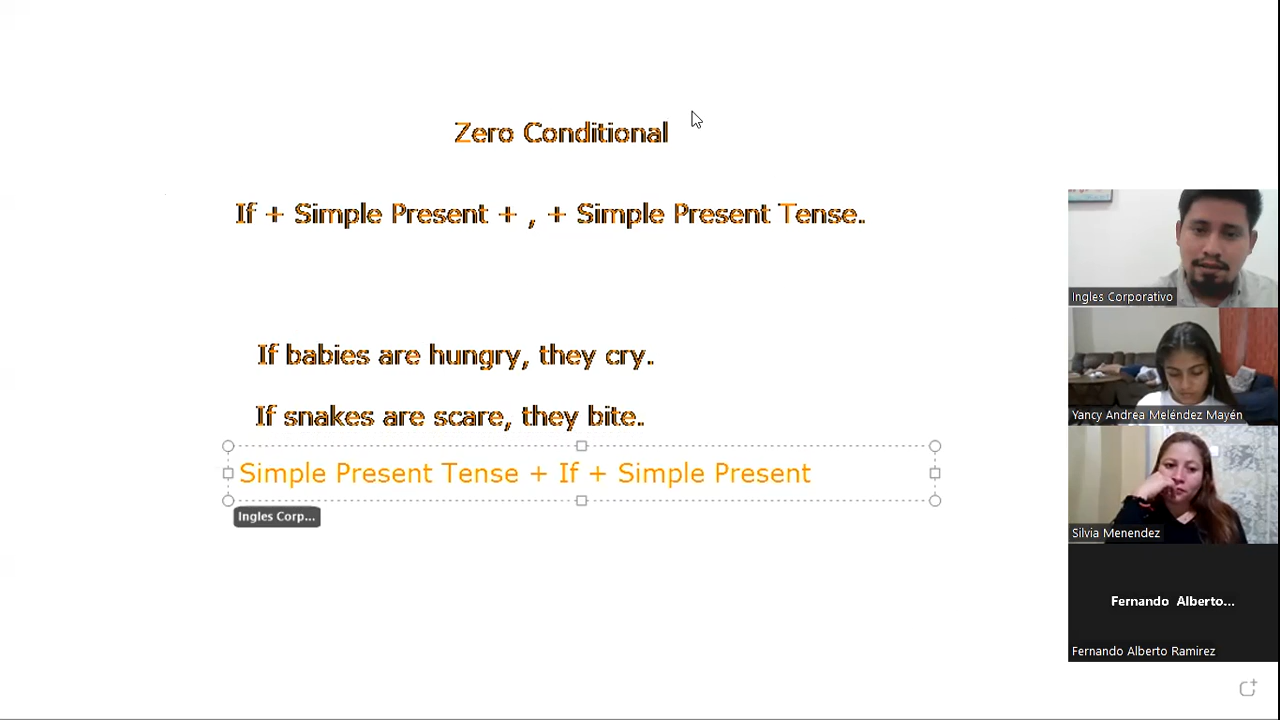 Zero Conditional
If + Simple Present + , + Simple Present Tense.
If babies are hungry, they cry.
If snakes are scare, they bite.
Simple Present Tense + If + Simple Present
Ingles Corp...
Ingles Corporativo
Yancy Andrea Meléndez Mayén
Silvia Menendez
Fernando Alberto...
Fernando Alberto Ramirez